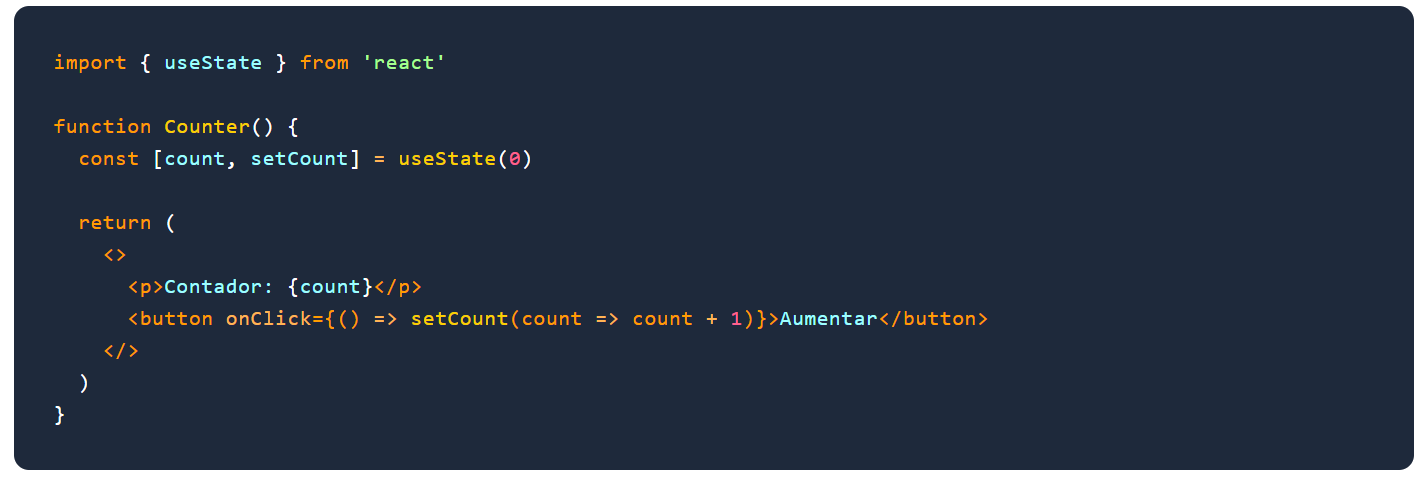 import { useState } from 'react'

function Counter() {
  const [count, setCount] = useState(0)

  return (
    <>
      <p>Contador: {count}</p>
      <button onClick={() => setCount(count => count + 1)}>Aumentar</button>
    </>
  )
}